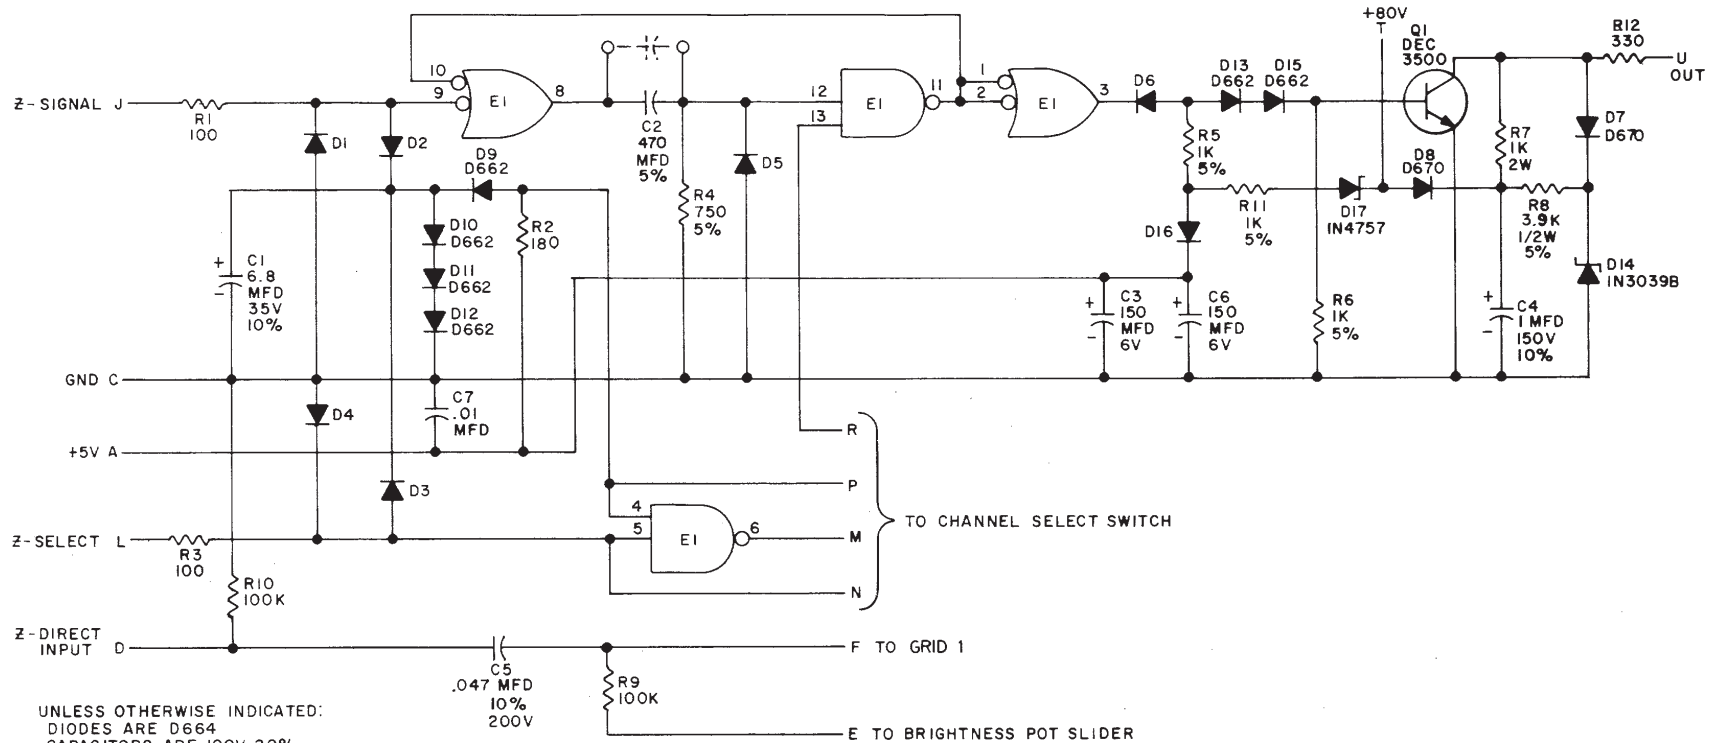 +80V
R12
330
Q1
DEC
3500
U
OUT
D13
D662
D15
D662
D6
10
9
E1
8
12
13
E1
11
1
2
E1
3
Z-SIGNAL J
R1
100
C2
470
MFD
5%
D1
D2
D9
D662
D5
R5
1K
5%
R7
1K
2W
D7
D670
D8
D670
R4
750
5%
R2
180
D10
D662
D11
D662
D12
D662
R11
1K
5%
D17
IN4757
R8
3.9K
1/2W
5%
D16
+
C1
6.8
MFD
35V
10%
-
D14
IN3039B
+
C3
150
MFD
6V
-
+
C6
150
MFD
6V
-
R6
1K
5%
+
C4
1 MFD
150V
10%
-
GND C
D4
C7
.01
MFD
R
+5V A
D3
P
4
5
E1
6
M
TO CHANNEL SELECT SWITCH
Z-SELECT L
R3
100
N
R10
100K
Z-DIRECT
INPUT D
C5
.047 MFD
10%
200V
F TO GRID 1
R9
100K
UNLESS OTHERWISE INDICATED:
DIODES ARE D664
E TO BRIGHTNESS POT SLIDER
CAPACITORS ARE 100V, 20%